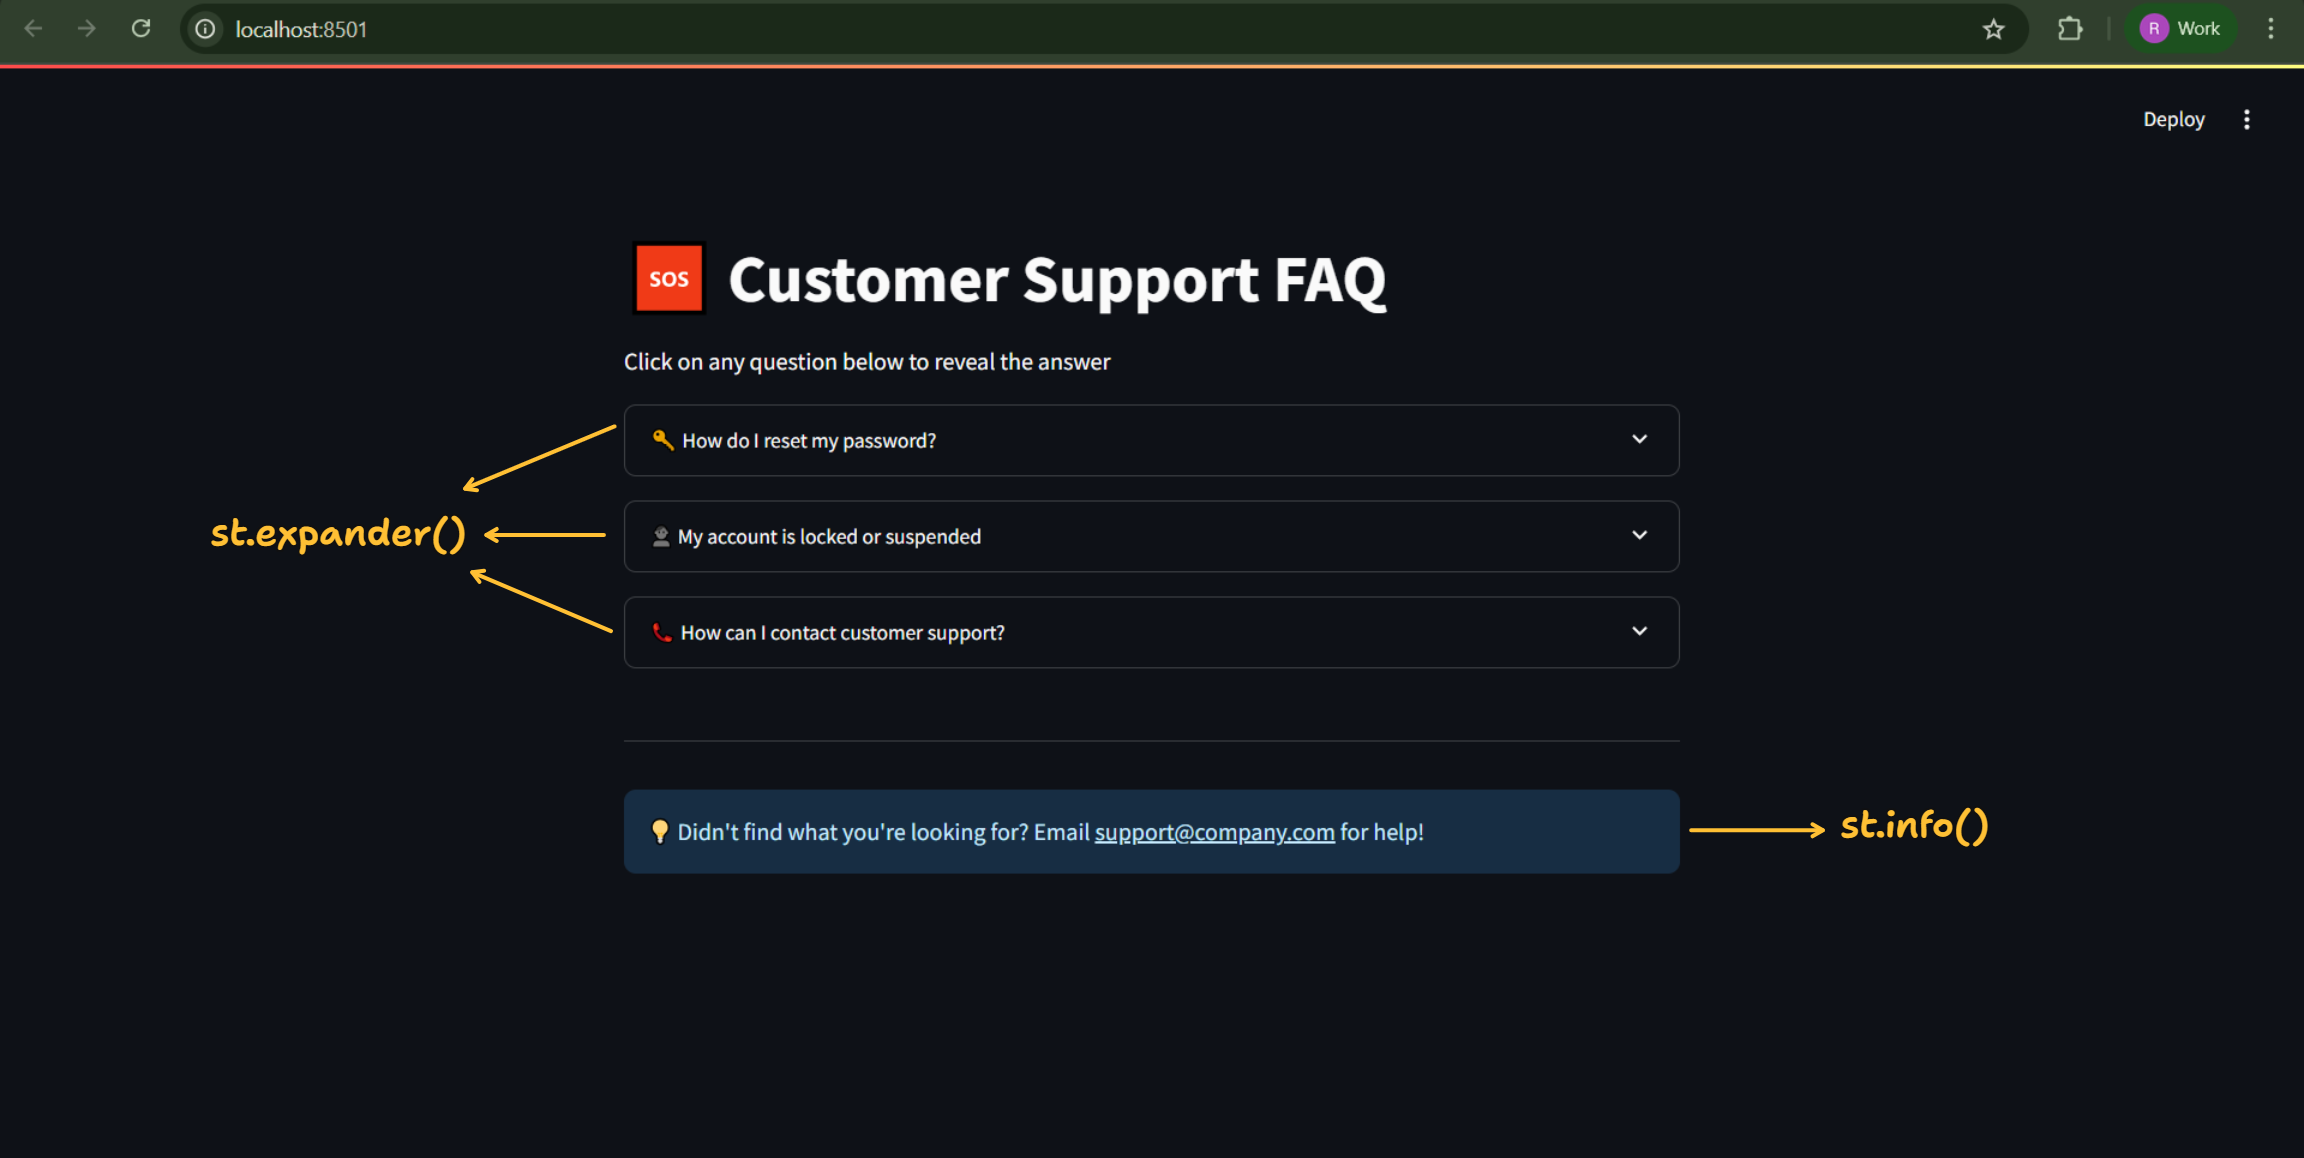 localhost:8501
R Work
Deploy
SOS Customer Support FAQ
Click on any question below to reveal the answer
How do I reset my password?
st.expander()
My account is locked or suspended
How can I contact customer support?
Didn't find what you're looking for? Email support@company.com for help!
st.info()